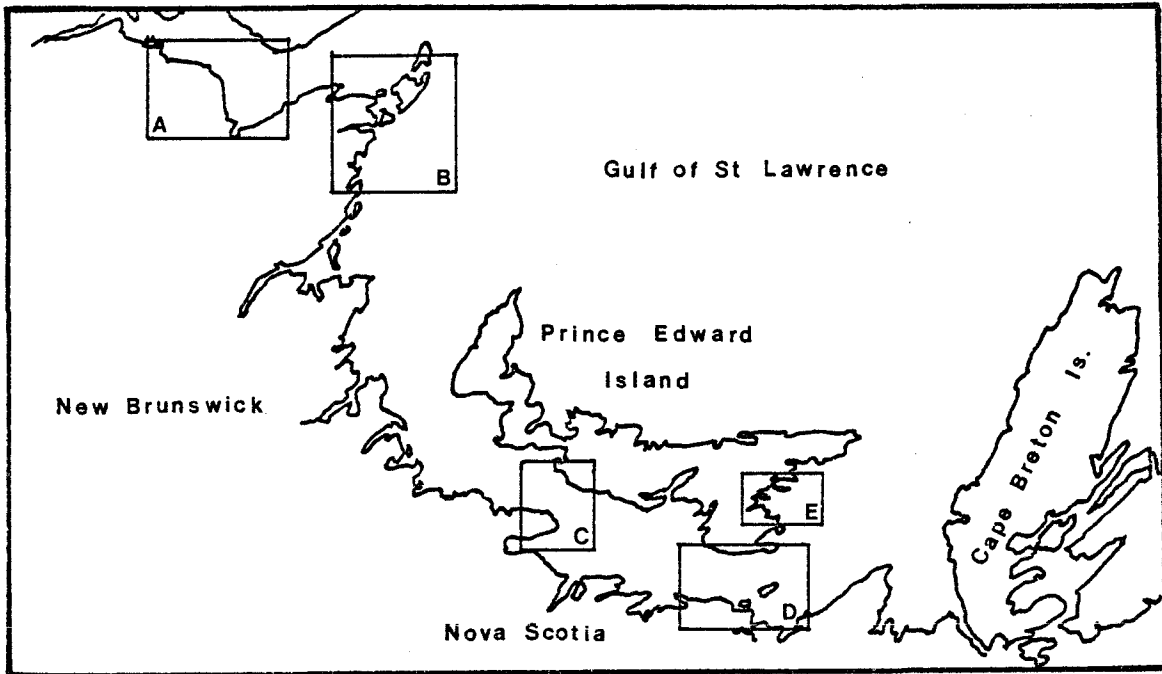 A
B
Gulf of St Lawrence
Prince Edward
Island
New Brunswick
Cape Breton Is.
E
C
D
Nova Scotia